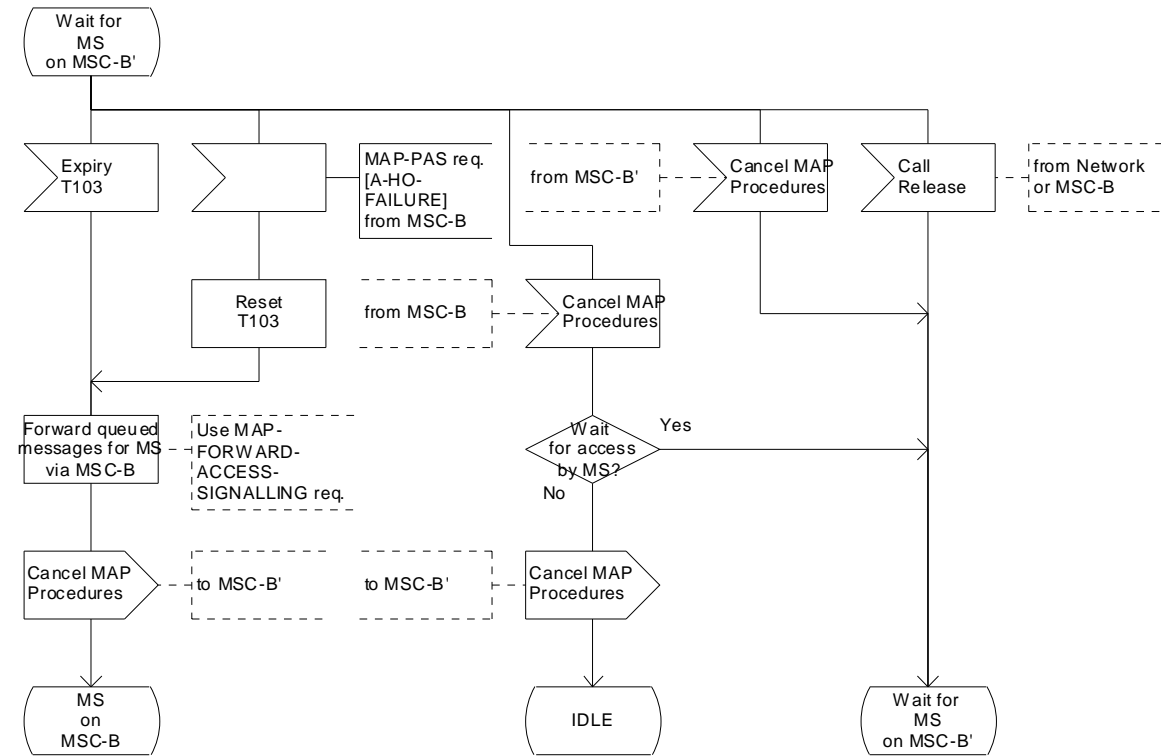 Wait for
MS
on MSC-B'
Expiry
T103
MAP-PAS req.
[A-HO-
FAILURE]
from MSC-B
from MSC-B'
Cancel MAP
Procedures
Call
Release
from Network
or MSC-B
Reset
T103
from MSC-B
Cancel MAP
Procedures
Forward queued
messages for MS
via MSC-B
Use MAP-
FORWARD-
ACCESS-
SIGNALLING req.
Wait
for access
by MS?
Yes
No
Cancel MAP
Procedures
to MSC-B'
to MSC-B'
Cancel MAP
Procedures
MS
on
MSC-B
IDLE
Wait for
MS
on MSC-B'